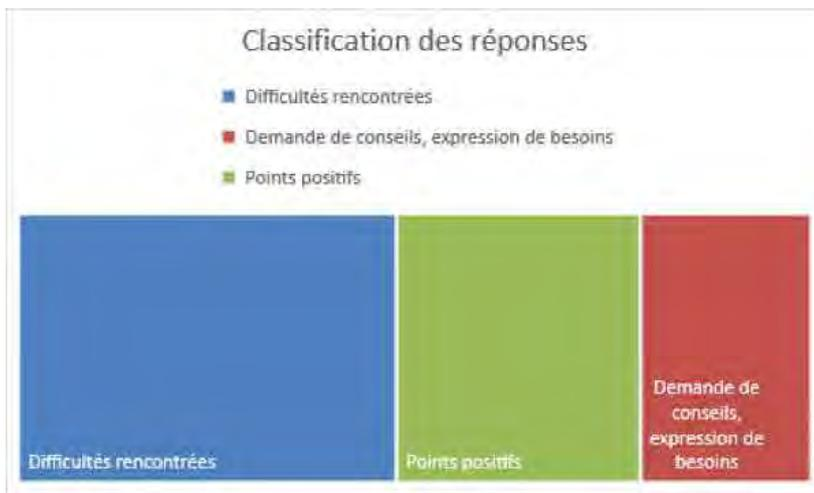 Classification des réponses
Difficultés rencontrées
Demande de conseils, expression de besoins
Points positifs
Difficultés rencontrées
Points positifs
Demande de
conseils,
expression de
besoins